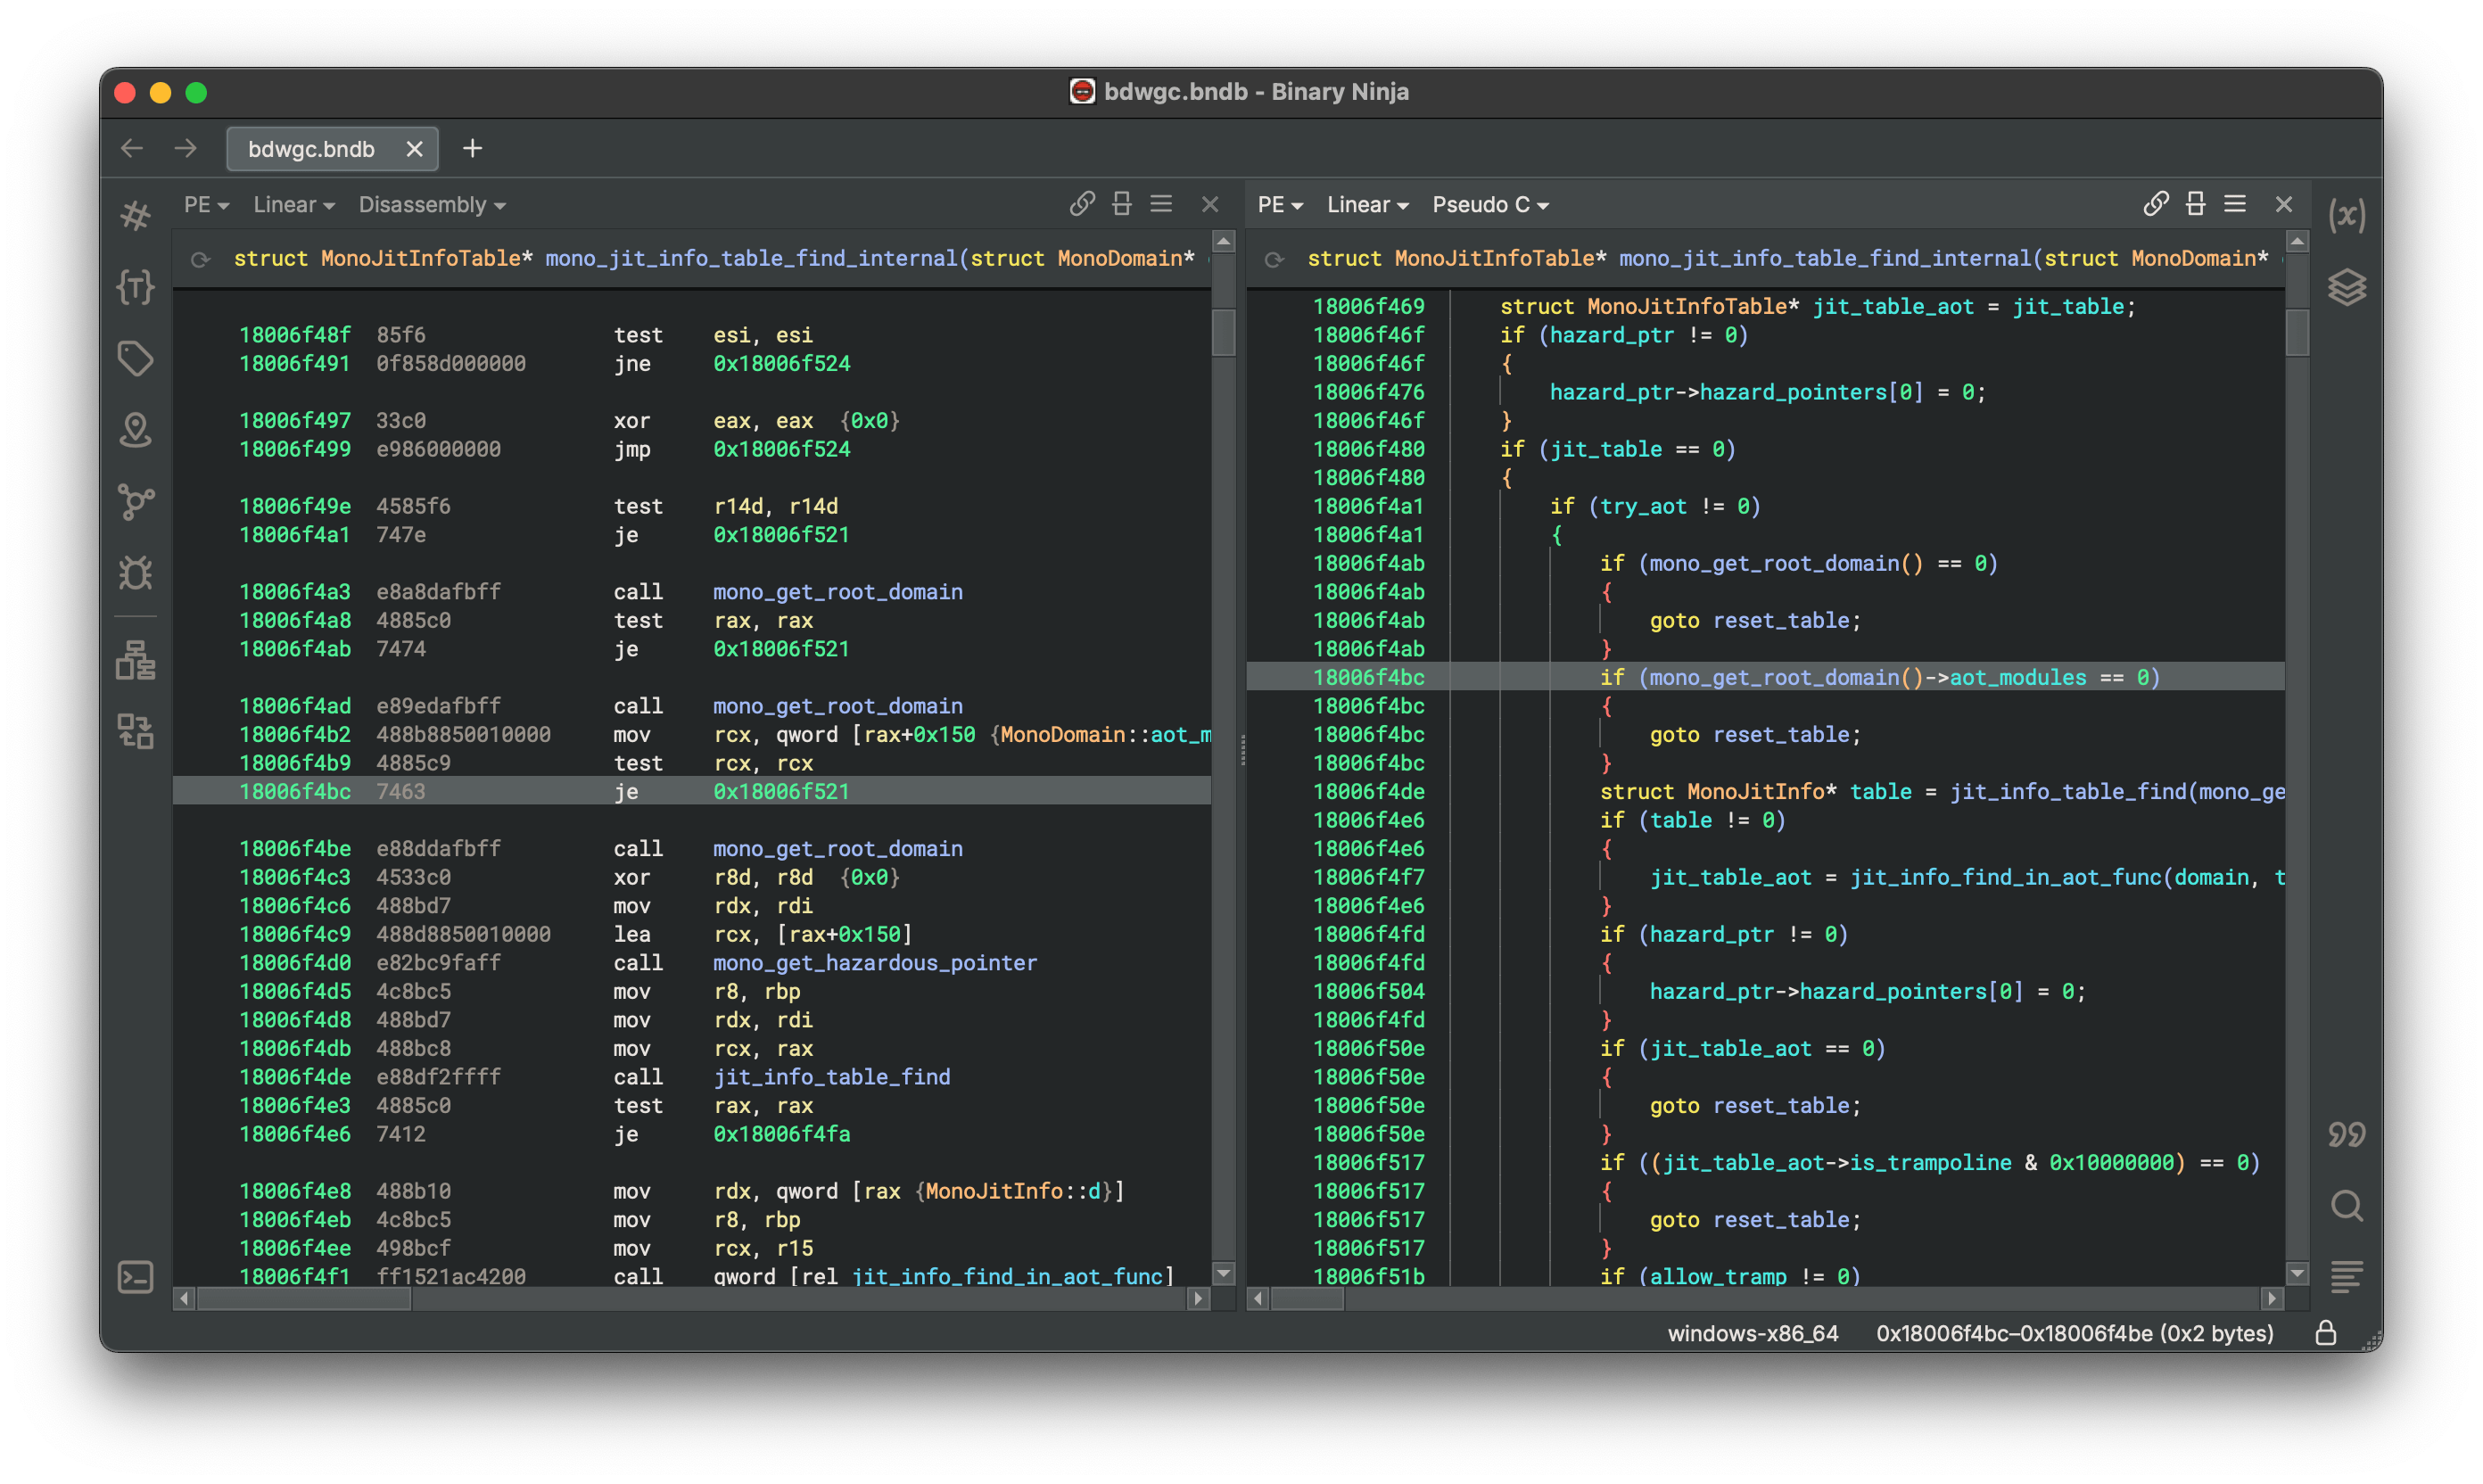 bdwgc.bndb - Binary Ninja
bdwgc.bndb
PE Linear Disassembly
struct MonoJitInfoTable* mono_jit_info_table_find_internal(struct MonoDomain*
18006f48f 85f6 test esi, esi
18006f491 0f858d000000 jne 0x18006f524
18006f497 33c0 xor eax, eax {0x0}
18006f499 e986000000 jmp 0x18006f524
18006f49e 4585f6 test r14d, r14d
18006f4a1 747e je 0x18006f521
18006f4a3 e8a8dafbff call mono_get_root_domain
18006f4a8 4885c0 test rax, rax
18006f4ab 7474 je 0x18006f521
18006f4ad e89edafbff call mono_get_root_domain
18006f4b2 488b8850010000 mov rcx, qword [rax+0x150 {MonoDomain::aot_m
18006f4b9 4885c9 test rcx, rcx
18006f4bc 7463 je 0x18006f521
18006f4be e88ddafbff call mono_get_root_domain
18006f4c3 4533c0 xor r8d, r8d {0x0}
18006f4c6 488bd7 mov rdx, rdi
18006f4c9 488d8850010000 lea rcx, [rax+0x150]
18006f4d0 e82bc9faff call mono_get_hazardous_pointer
18006f4d5 4c8bc5 mov r8, rbp
18006f4d8 488bd7 mov rdx, rdi
18006f4db 488bc8 mov rcx, rax
18006f4de e88df2ffff call jit_info_table_find
18006f4e3 4885c0 test rax, rax
18006f4e6 7412 je 0x18006f4fa
18006f4e8 488b10 mov rdx, qword [rax {MonoJitInfo::d}]
18006f4eb 4c8bc5 mov r8, rbp
18006f4ee 498bcf mov rcx, r15
18006f4f1 ff1521ac4200 call qword [rel jit_info_find_in_aot_func]
PE Linear Pseudo C
struct MonoJitInfoTable* mono_jit_info_table_find_internal(struct MonoDomain*
18006f469 struct MonoJitInfoTable* jit_table_aot = jit_table;
18006f46f if (hazard_ptr != 0)
18006f46f {
18006f476 hazard_ptr->hazard_pointers[0] = 0;
18006f46f }
18006f480 if (jit_table == 0)
18006f480 {
18006f4a1 if (try_aot != 0)
18006f4a1 {
18006f4ab if (mono_get_root_domain() == 0)
18006f4ab {
18006f4ab goto reset_table;
18006f4ab }
18006f4bc if (mono_get_root_domain()->aot_modules == 0)
18006f4bc {
18006f4bc goto reset_table;
18006f4bc }
18006f4de struct MonoJitInfo* table = jit_info_table_find(mono_ge
18006f4e6 if (table != 0)
18006f4e6 {
18006f4f7 jit_table_aot = jit_info_find_in_aot_func(domain, t
18006f4e6 }
18006f4fd if (hazard_ptr != 0)
18006f4fd {
18006f504 hazard_ptr->hazard_pointers[0] = 0;
18006f4fd }
18006f50e if (jit_table_aot == 0)
18006f50e {
18006f50e goto reset_table;
18006f50e }
18006f517 if ((jit_table_aot->is_trampoline & 0x10000000) == 0)
18006f517 {
18006f517 goto reset_table;
18006f517 }
18006f51b if (allow_tramp != 0)
windows-x86_64 0x18006f4bc–0x18006f4be (0x2 bytes)